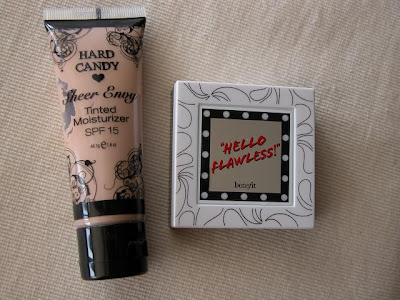 HARD
CANDY
Sheer Envy
Tinted
Moisturizer
SPF 15
"HELLO
FLAWLESS!"
benefit